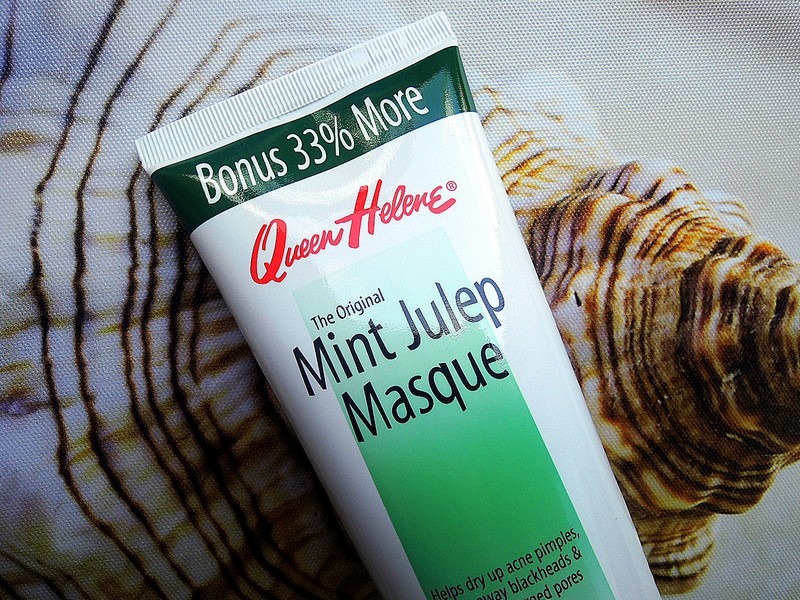 Bonus 33% More
Queen Helene®
The Original
Mint Julep
Masque
Helps dry up acne pimples,
away blackheads &
pores